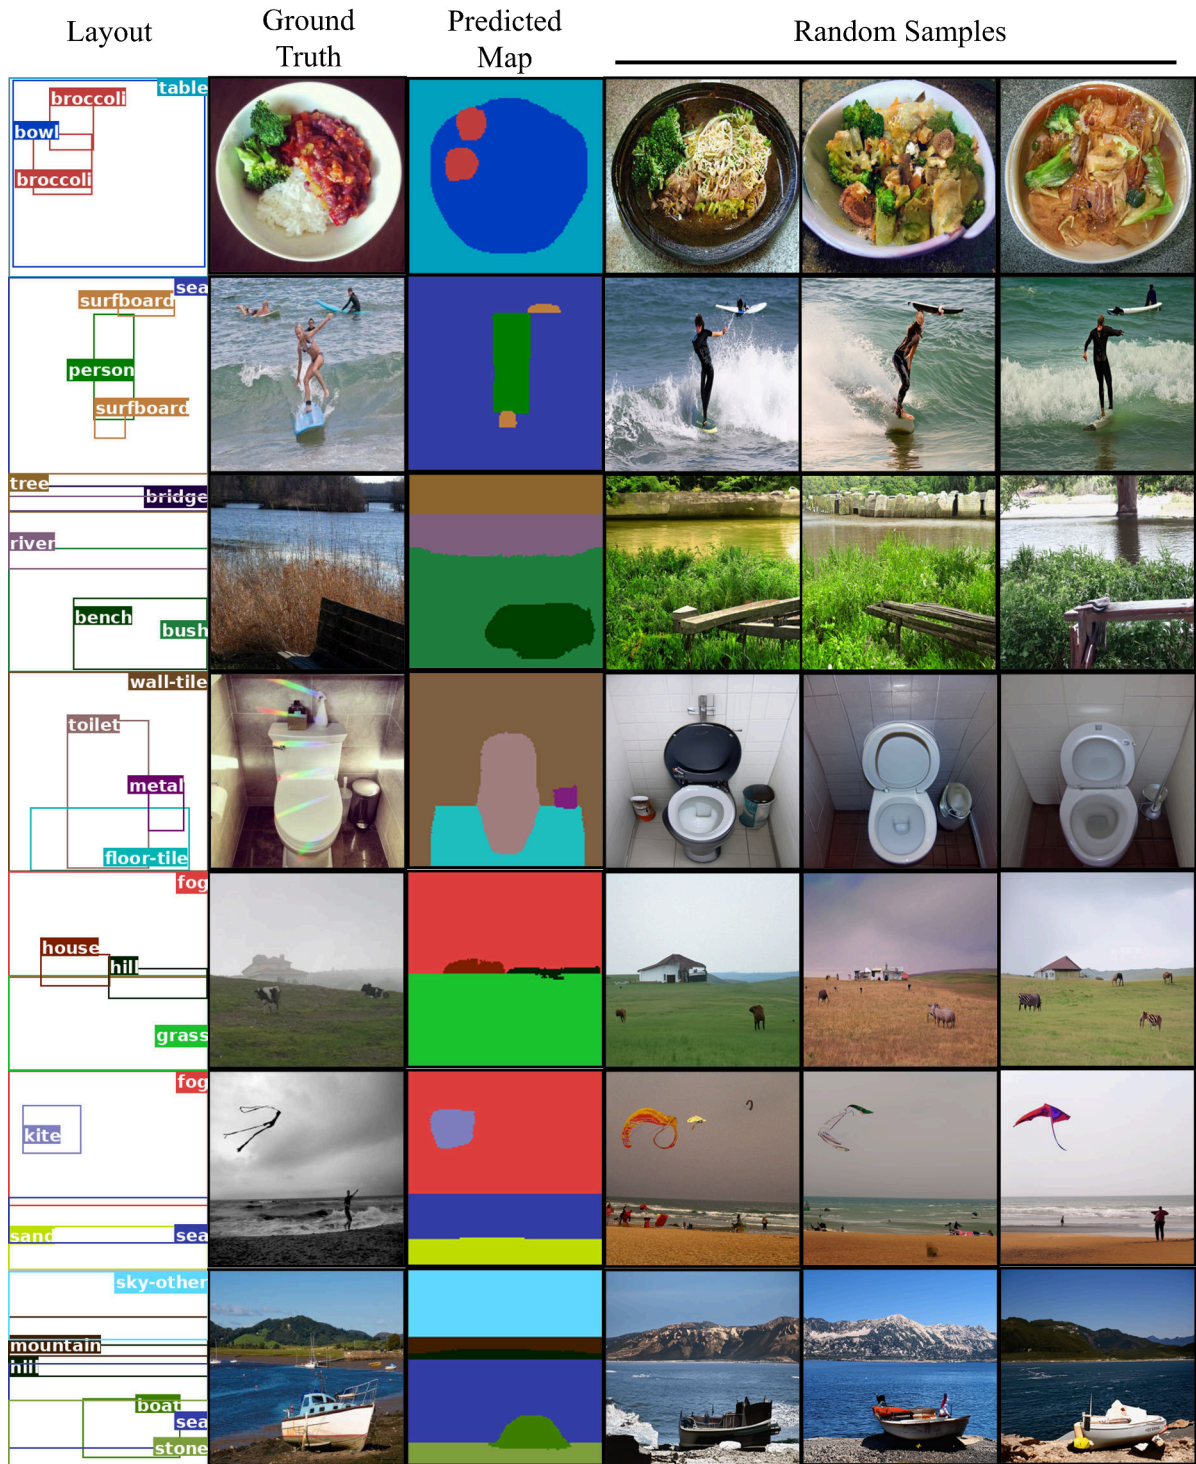 Layout
Ground
Truth
Predicted
Map
Random Samples
table
broccoli
bowl
broccoli
sea
surfboard
person
surfboard
tree
bridge
river
bench
bush
wall-tile
toilet
metal
floor-tile
fog
house
hill
grass
fog
kite
sand
sea
sky-other
mountain
hill
boat
sea
stone